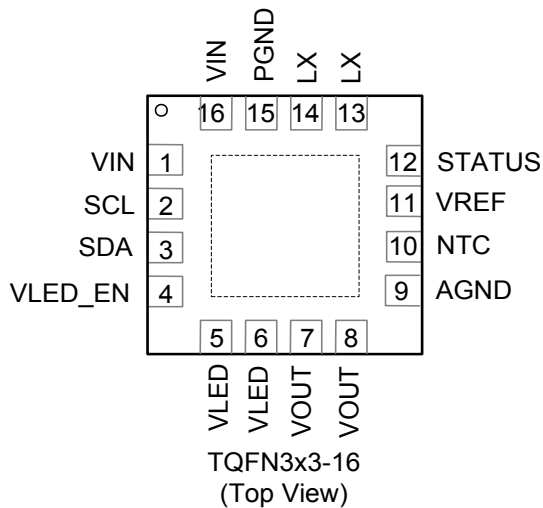 VIN
PGND
LX
LX
16 15 14 13
VIN 1
SCL 2
SDA 3
VLED_EN 4
12 STATUS
11 VREF
10 NTC
9 AGND
5 6 7 8
VLED
VLED
VOUT
VOUT
TQFN3x3-16
(Top View)